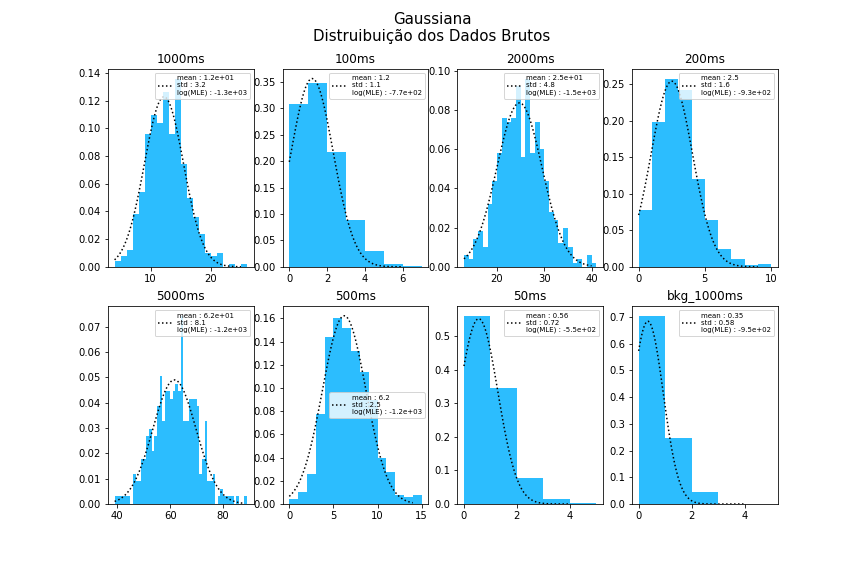 Gaussiana
Distruibuição dos Dados Brutos
1000ms
mean : 1.2e+01
std : 3.2
log(MLE) : -1.3e+03
0.14
0.12
0.10
0.08
0.06
0.04
0.02
0.00
10 20
100ms
mean : 1.2
std : 1.1
log(MLE) : -7.7e+02
0.35
0.30
0.25
0.20
0.15
0.10
0.05
0.00
0 2 4 6
2000ms
mean : 2.5e+01
std : 4.8
log(MLE) : -1.5e+03
0.10
0.08
0.06
0.04
0.02
0.00
20 30 40
200ms
mean : 2.5
std : 1.6
log(MLE) : -9.3e+02
0.25
0.20
0.15
0.10
0.05
0.00
0 5 10
5000ms
mean : 6.2e+01
std : 8.1
log(MLE) : -1.2e+03
0.07
0.06
0.05
0.04
0.03
0.02
0.01
0.00
40 60 80
500ms
mean : 6.2
std : 2.5
log(MLE) : -1.2e+03
0.16
0.14
0.12
0.10
0.08
0.06
0.04
0.02
0.00
0 5 10 15
50ms
mean : 0.56
std : 0.72
log(MLE) : -5.5e+02
0.5
0.4
0.3
0.2
0.1
0.0
0 2 4
bkg_1000ms
mean : 0.35
std : 0.58
log(MLE) : -9.5e+02
0.7
0.6
0.5
0.4
0.3
0.2
0.1
0.0
0 2 4